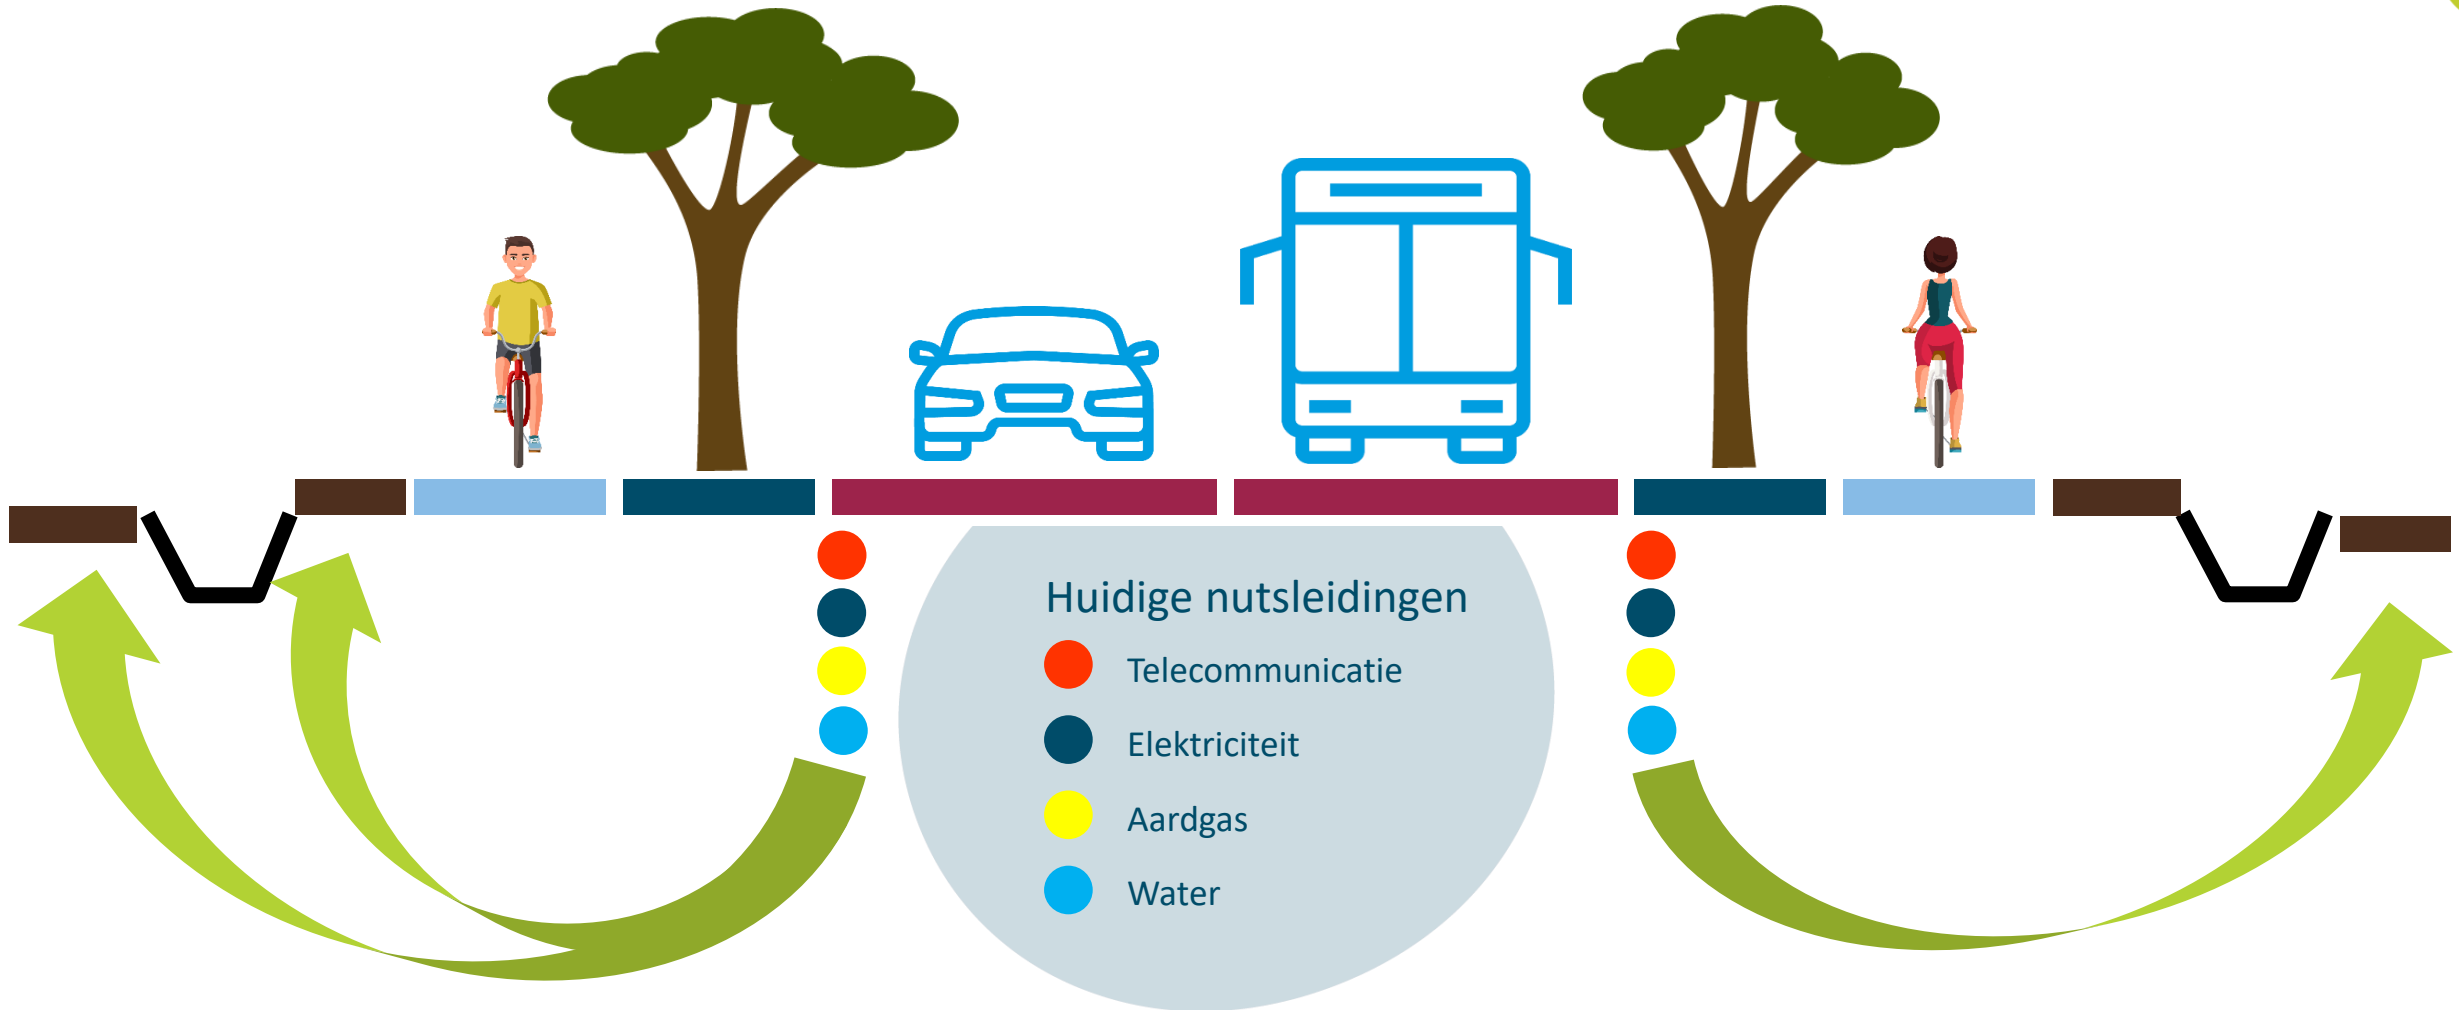 Huidige nutsleidingen
Telecommunicatie
Elektriciteit
Aardgas
Water